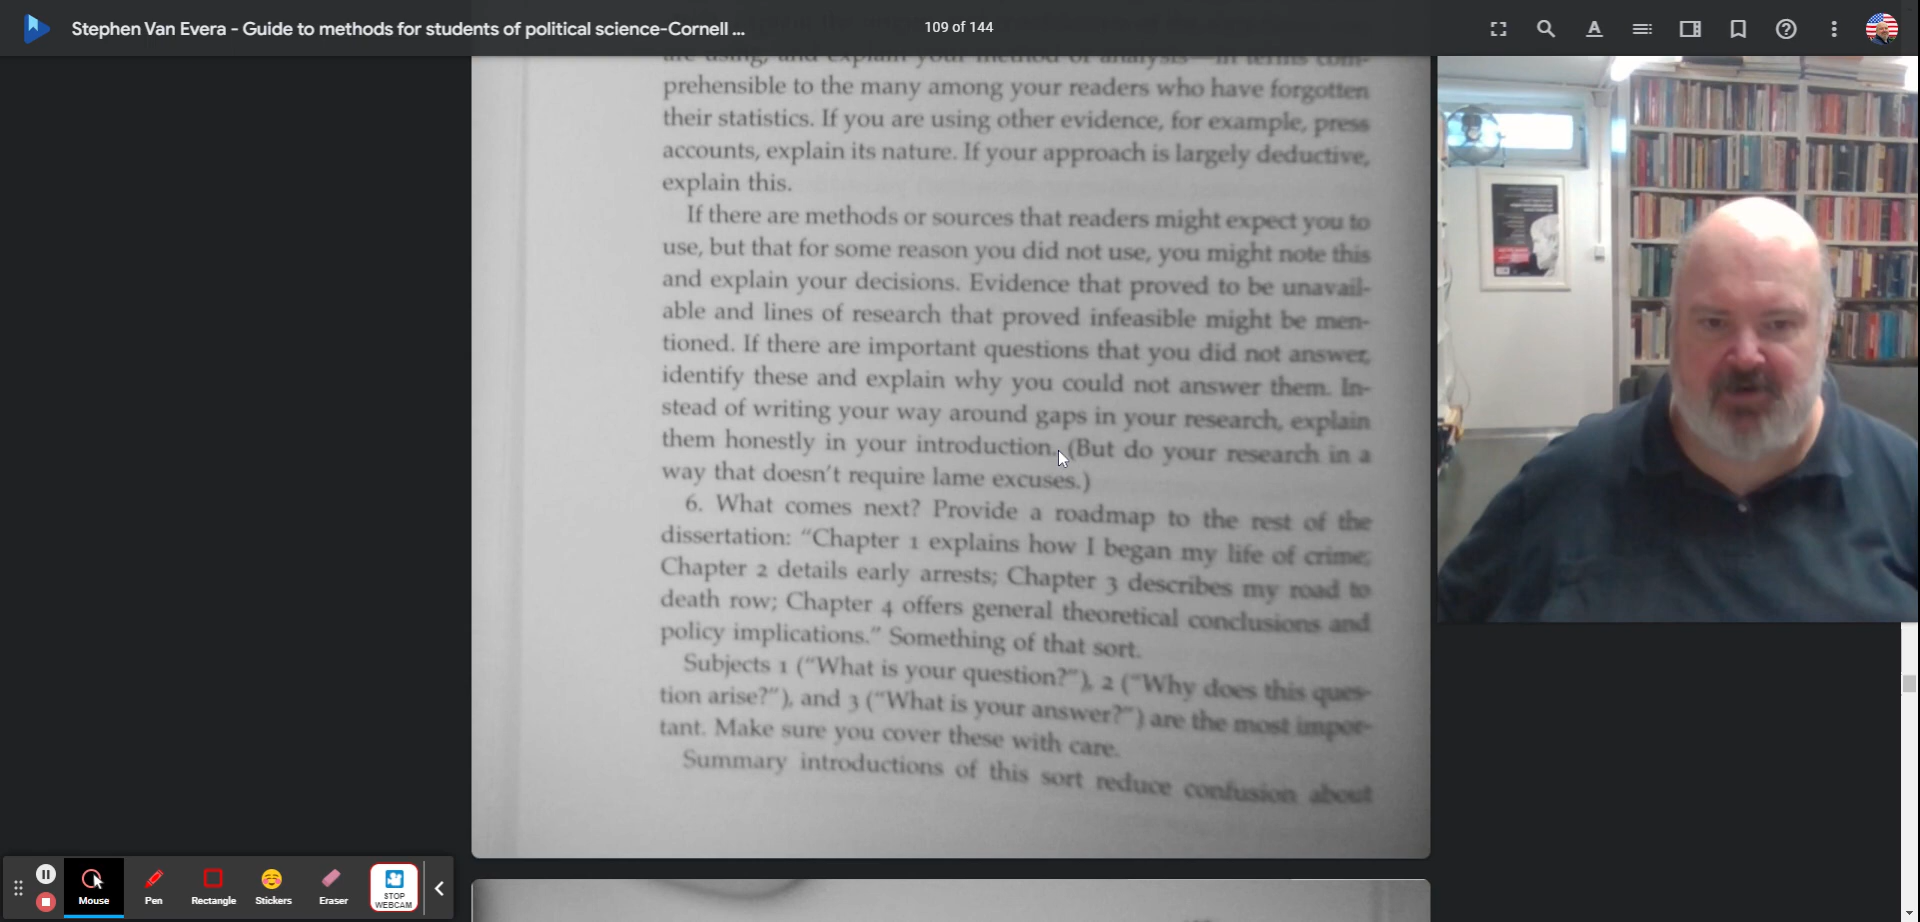 Stephen Van Evera - Guide to methods for students of political science-Cornell ...
109 of 144
are using, and explain your method of analysis—in terms com-
prehensible to the many among your readers who have forgotten
their statistics. If you are using other evidence, for example, press
accounts, explain its nature. If your approach is largely deductive,
explain this.
If there are methods or sources that readers might expect you to
use, but that for some reason you did not use, you might note this
and explain your decisions. Evidence that proved to be unavail-
able and lines of research that proved infeasible might be men-
tioned. If there are important questions that you did not answer,
identify these and explain why you could not answer them. In-
stead of writing your way around gaps in your research, explain
them honestly in your introduction. (But do your research in a
way that doesn't require lame excuses.)
6. What comes next? Provide a roadmap to the rest of the
dissertation: "Chapter 1 explains how I began my life of crime;
Chapter 2 details early arrests; Chapter 3 describes my road to
death row; Chapter 4 offers general theoretical conclusions and
policy implications." Something of that sort.
Subjects 1 ("What is your question?"), 2 ("Why does this ques-
tion arise?"), and 3 ("What is your answer?") are the most impor-
tant. Make sure you cover these with care.
Summary introductions of this sort reduce confusion about
Mouse
Pen
Rectangle
Stickers
Eraser
STOP
WEBCAM